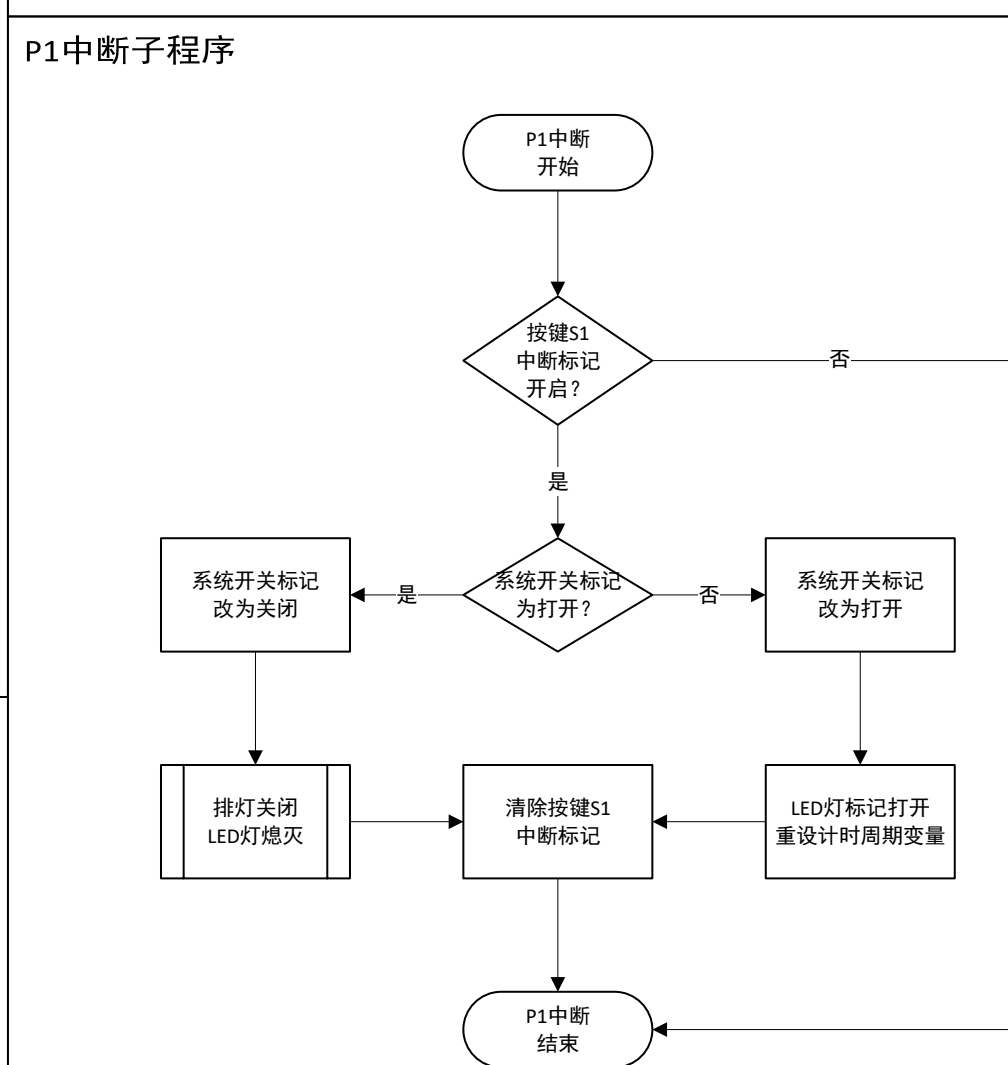 P1中断子程序
P1中断
开始
按键S1
中断标记
开启？
否
是
系统开关标记
改为关闭
是
系统开关标记
为打开？
否
系统开关标记
改为打开
排灯关闭
LED灯熄灭
清除按键S1
中断标记
LED灯标记打开
重设计时周期变量
P1中断
结束